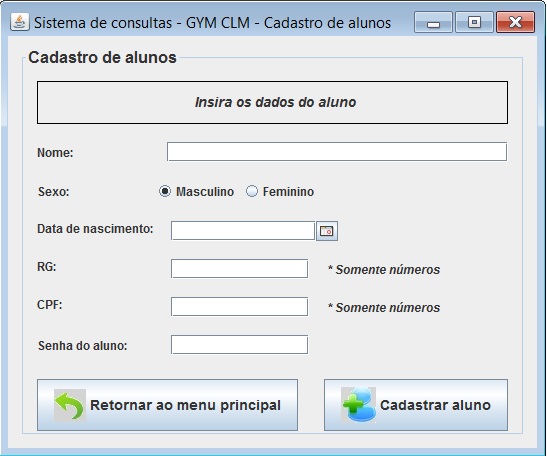 Sistema de consultas - GYM CLM - Cadastro de alunos
Cadastro de alunos
Insira os dados do aluno
Nome:
Sexo: Masculino Feminino
Data de nascimento:
RG: * Somente números
CPF: * Somente números
Senha do aluno:
Retornar ao menu principal Cadastrar aluno